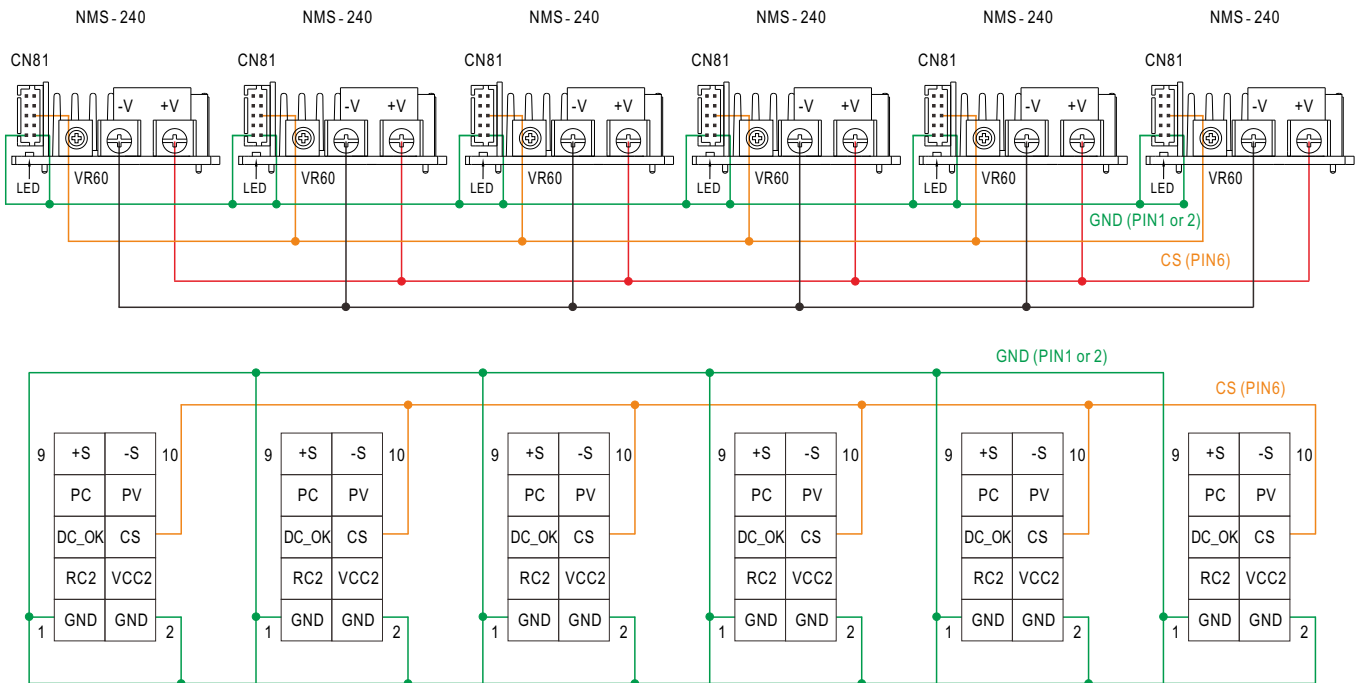 NMS-240 NMS-240 NMS-240 NMS-240 NMS-240 NMS-240
CN81 CN81 CN81 CN81 CN81 CN81
-V +V -V +V -V +V -V +V -V +V -V +V
LED VR60 LED VR60 LED VR60 LED VR60 LED VR60 LED VR60
GND (PIN1 or 2)
CS (PIN6)
GND (PIN1 or 2)
CS (PIN6)
9 +S -S 10 9 +S -S 10 9 +S -S 10 9 +S -S 10 9 +S -S 10 9 +S -S 10
PC PV PC PV PC PV PC PV PC PV PC PV
DC_OK CS DC_OK CS DC_OK CS DC_OK CS DC_OK CS DC_OK CS
RC2 VCC2 RC2 VCC2 RC2 VCC2 RC2 VCC2 RC2 VCC2 RC2 VCC2
1 GND GND 2 1 GND GND 2 1 GND GND 2 1 GND GND 2 1 GND GND 2 1 GND GND 2